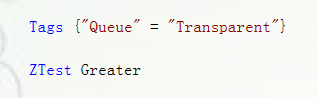 Tags {"Queue" = "Transparent"}
ZTest Greater